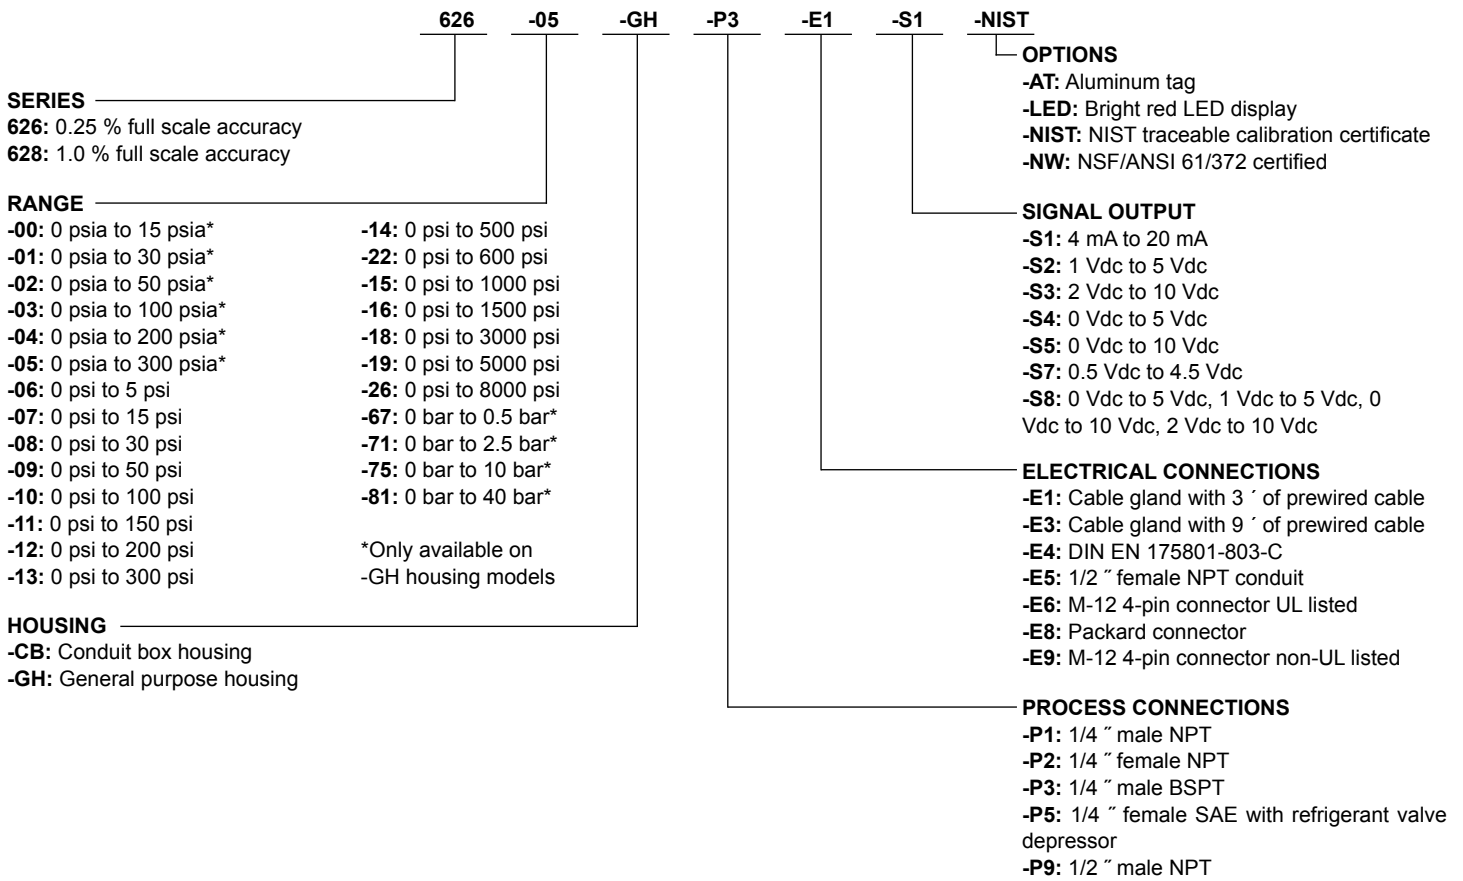 626 -05 -GH -P3 -E1 -S1 -NIST
SERIES
626: 0.25 % full scale accuracy
628: 1.0 % full scale accuracy
RANGE
-00: 0 psia to 15 psia*
-01: 0 psia to 30 psia*
-02: 0 psia to 50 psia*
-03: 0 psia to 100 psia*
-04: 0 psia to 200 psia*
-05: 0 psia to 300 psia*
-06: 0 psi to 5 psi
-07: 0 psi to 15 psi
-08: 0 psi to 30 psi
-09: 0 psi to 50 psi
-10: 0 psi to 100 psi
-11: 0 psi to 150 psi
-12: 0 psi to 200 psi
-13: 0 psi to 300 psi
-14: 0 psi to 500 psi
-22: 0 psi to 600 psi
-15: 0 psi to 1000 psi
-16: 0 psi to 1500 psi
-18: 0 psi to 3000 psi
-19: 0 psi to 5000 psi
-26: 0 psi to 8000 psi
-67: 0 bar to 0.5 bar*
-71: 0 bar to 2.5 bar*
-75: 0 bar to 10 bar*
-81: 0 bar to 40 bar*
*Only available on
-GH housing models
HOUSING
-CB: Conduit box housing
-GH: General purpose housing
OPTIONS
-AT: Aluminum tag
-LED: Bright red LED display
-NIST: NIST traceable calibration certificate
-NW: NSF/ANSI 61/372 certified
SIGNAL OUTPUT
-S1: 4 mA to 20 mA
-S2: 1 Vdc to 5 Vdc
-S3: 2 Vdc to 10 Vdc
-S4: 0 Vdc to 5 Vdc
-S5: 0 Vdc to 10 Vdc
-S7: 0.5 Vdc to 4.5 Vdc
-S8: 0 Vdc to 5 Vdc, 1 Vdc to 5 Vdc, 0
Vdc to 10 Vdc, 2 Vdc to 10 Vdc
ELECTRICAL CONNECTIONS
-E1: Cable gland with 3 ´ of prewired cable
-E3: Cable gland with 9 ´ of prewired cable
-E4: DIN EN 175801-803-C
-E5: 1/2 ˝ female NPT conduit
-E6: M-12 4-pin connector UL listed
-E8: Packard connector
-E9: M-12 4-pin connector non-UL listed
PROCESS CONNECTIONS
-P1: 1/4 ˝ male NPT
-P2: 1/4 ˝ female NPT
-P3: 1/4 ˝ male BSPT
-P5: 1/4 ˝ female SAE with refrigerant valve
depressor
-P9: 1/2 ˝ male NPT